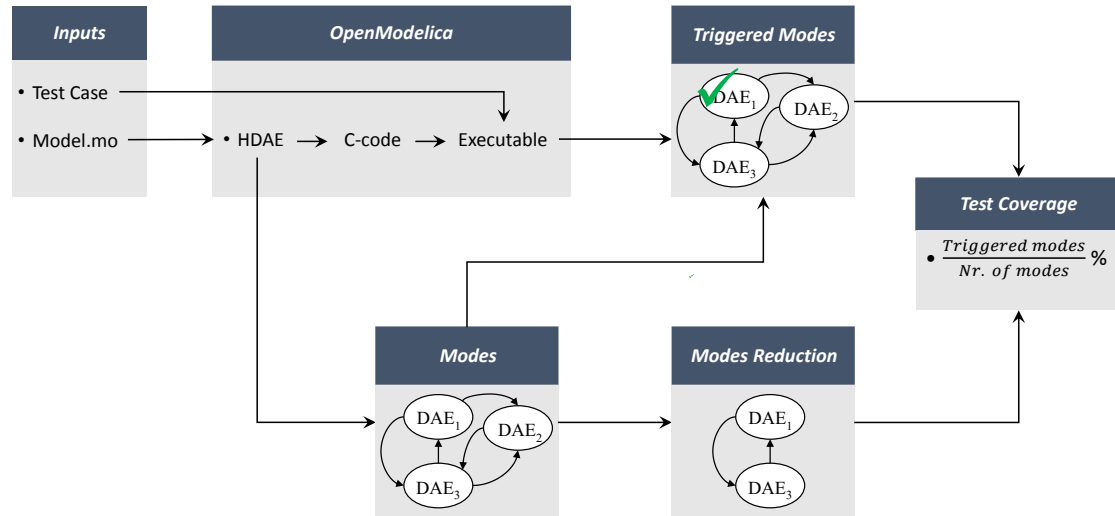 Inputs
• Test Case
• Model.mo
OpenModelica
• HDAE
C-code
Executable
Triggered Modes
DAE₁
DAE₂
DAE₃
Test Coverage
• Triggered modes
Nr. of modes
%
Modes
DAE₁
DAE₂
DAE₃
Modes Reduction
DAE₁
DAE₃